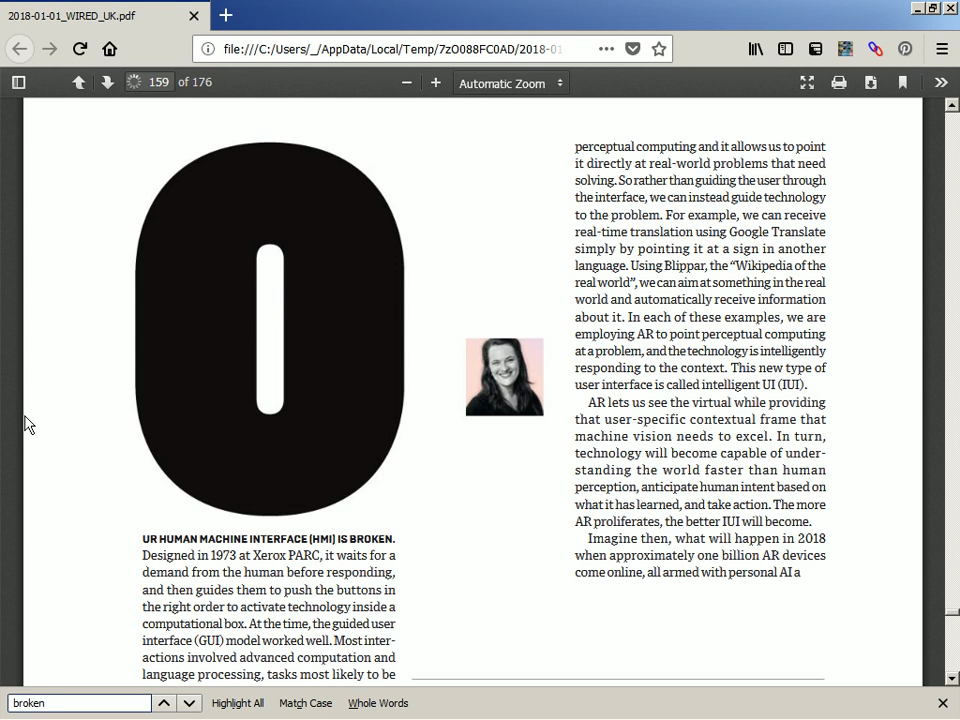 2018-01-01_WIRED_UK.pdf
file:///C:/Users/_/AppData/Local/Temp/7zO088FC0AD/2018-01
159 of 176
Automatic Zoom
O
UR HUMAN MACHINE INTERFACE (HMI) IS BROKEN.
Designed in 1973 at Xerox PARC, it waits for a
demand from the human before responding,
and then guides them to push the buttons in
the right order to activate technology inside a
computational box. At the time, the guided user
interface (GUI) model worked well. Most inter-
actions involved advanced computation and
language processing, tasks most likely to be
perceptual computing and it allows us to point
it directly at real-world problems that need
solving. So rather than guiding the user through
the interface, we can instead guide technology
to the problem. For example, we can receive
real-time translation using Google Translate
simply by pointing it at a sign in another
language. Using Blippar, the “Wikipedia of the
real world”, we can aim at something in the real
world and automatically receive information
about it. In each of these examples, we are
employing AR to point perceptual computing
at a problem, and the technology is intelligently
responding to the context. This new type of
user interface is called intelligent UI (IUI).
AR lets us see the virtual while providing
that user-specific contextual frame that
machine vision needs to excel. In turn,
technology will become capable of under-
standing the world faster than human
perception, anticipate human intent based on
what it has learned, and take action. The more
AR proliferates, the better IUI will become.
Imagine then, what will happen in 2018
when approximately one billion AR devices
come online, all armed with personal AI a
broken
Highlight All Match Case Whole Words